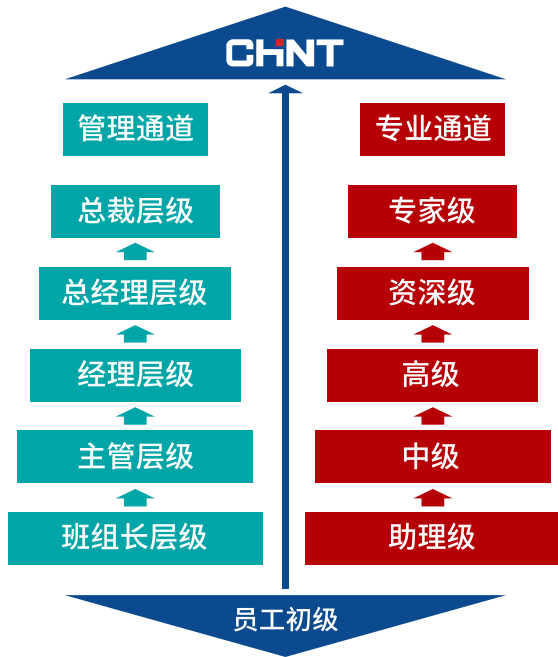 CHINT
管理通道
专业通道
总裁层级
专家级
总经理层级
资深级
经理层级
高级
主管层级
中级
班组长层级
助理级
员工初级